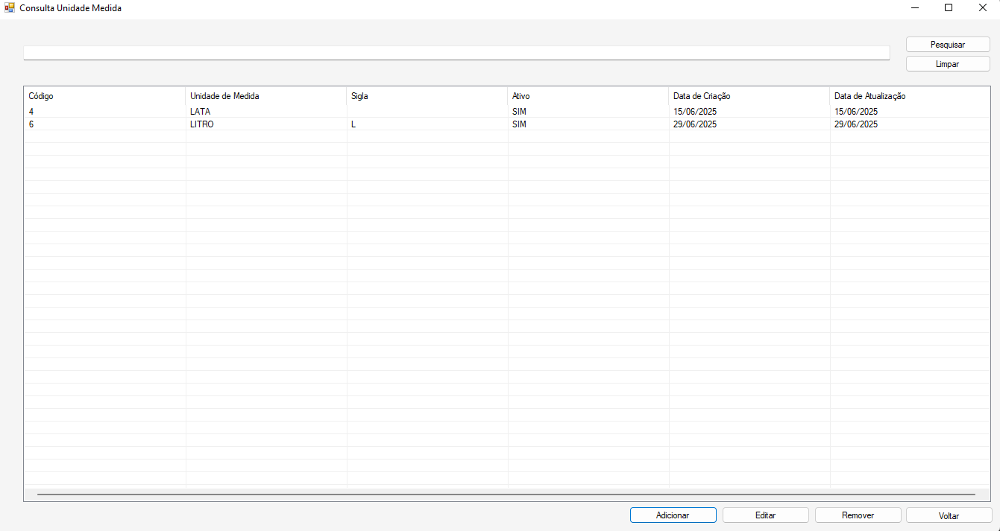 Consulta Unidade Medida
Pesquisar
Limpar
Código Unidade de Medida Sigla Ativo Data de Criação Data de Atualização
4 LATA SIM 15/06/2025 15/06/2025
6 LITRO L SIM 29/06/2025 29/06/2025
Adicionar Editar Remover Voltar